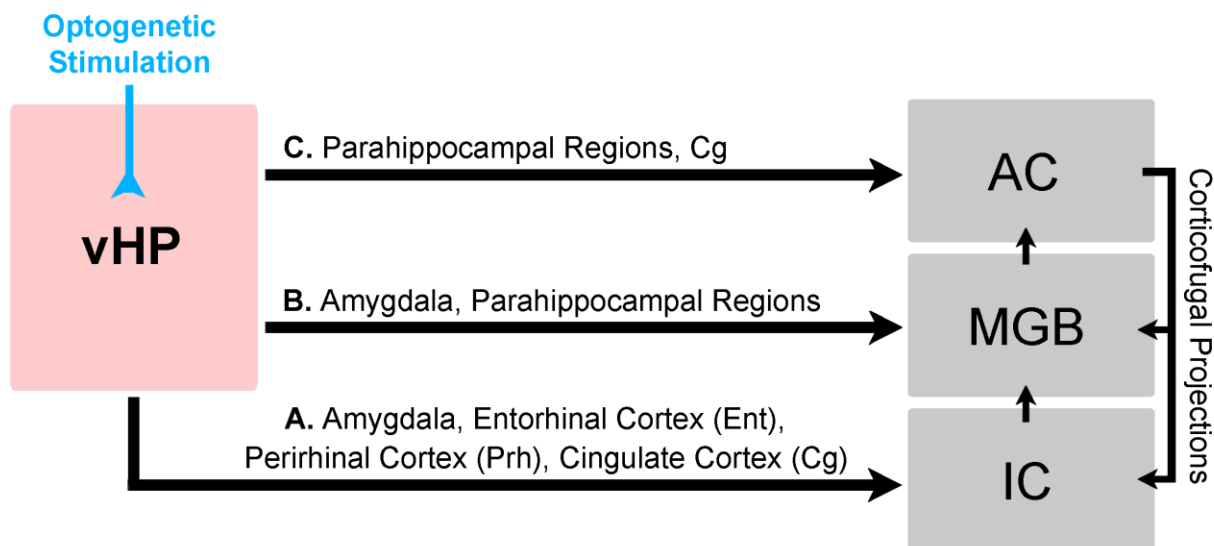 Optogenetic
Stimulation
vHP
C. Parahippocampal Regions, Cg
B. Amygdala, Parahippocampal Regions
A. Amygdala, Entorhinal Cortex (Ent),
Perirhinal Cortex (Prh), Cingulate Cortex (Cg)
AC
MGB
IC
Corticofugal Projections